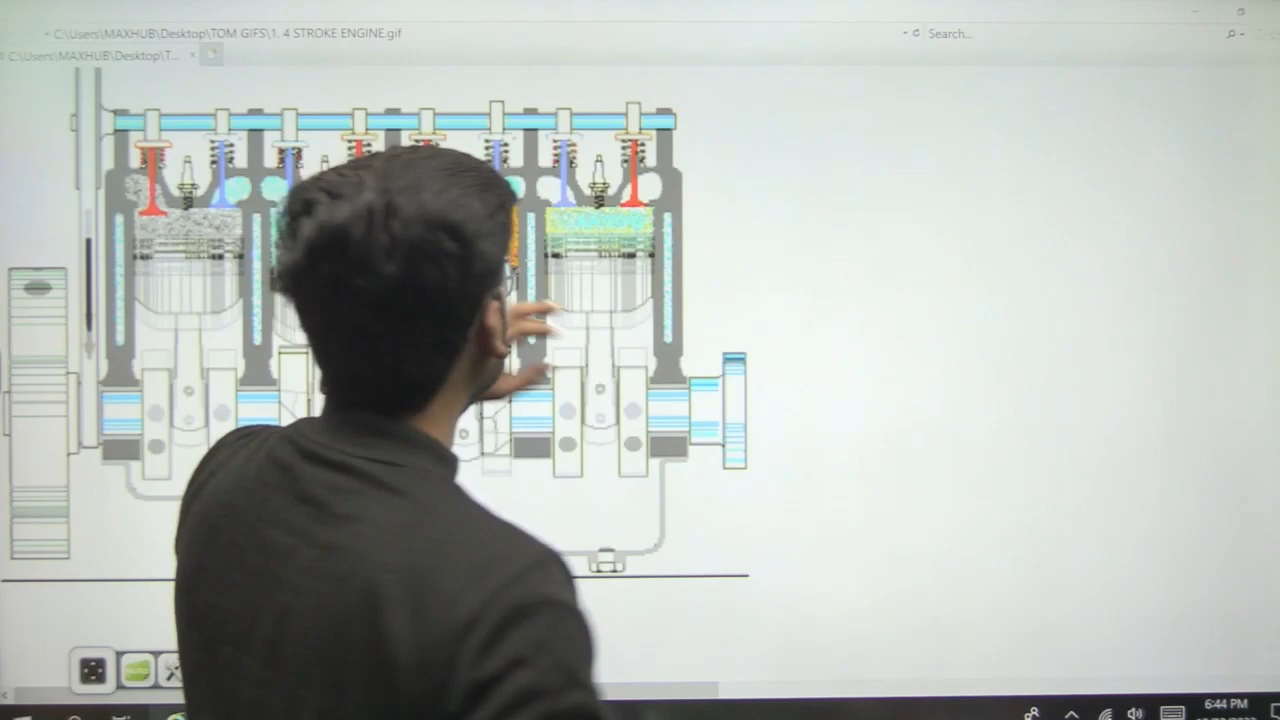 C:\Users\MAXHUB\Desktop\TOM GIFS\1. 4 STROKE ENGINE.gif
Search...
C:\Users\MAXHUB\Desktop\T...
6:44 PM